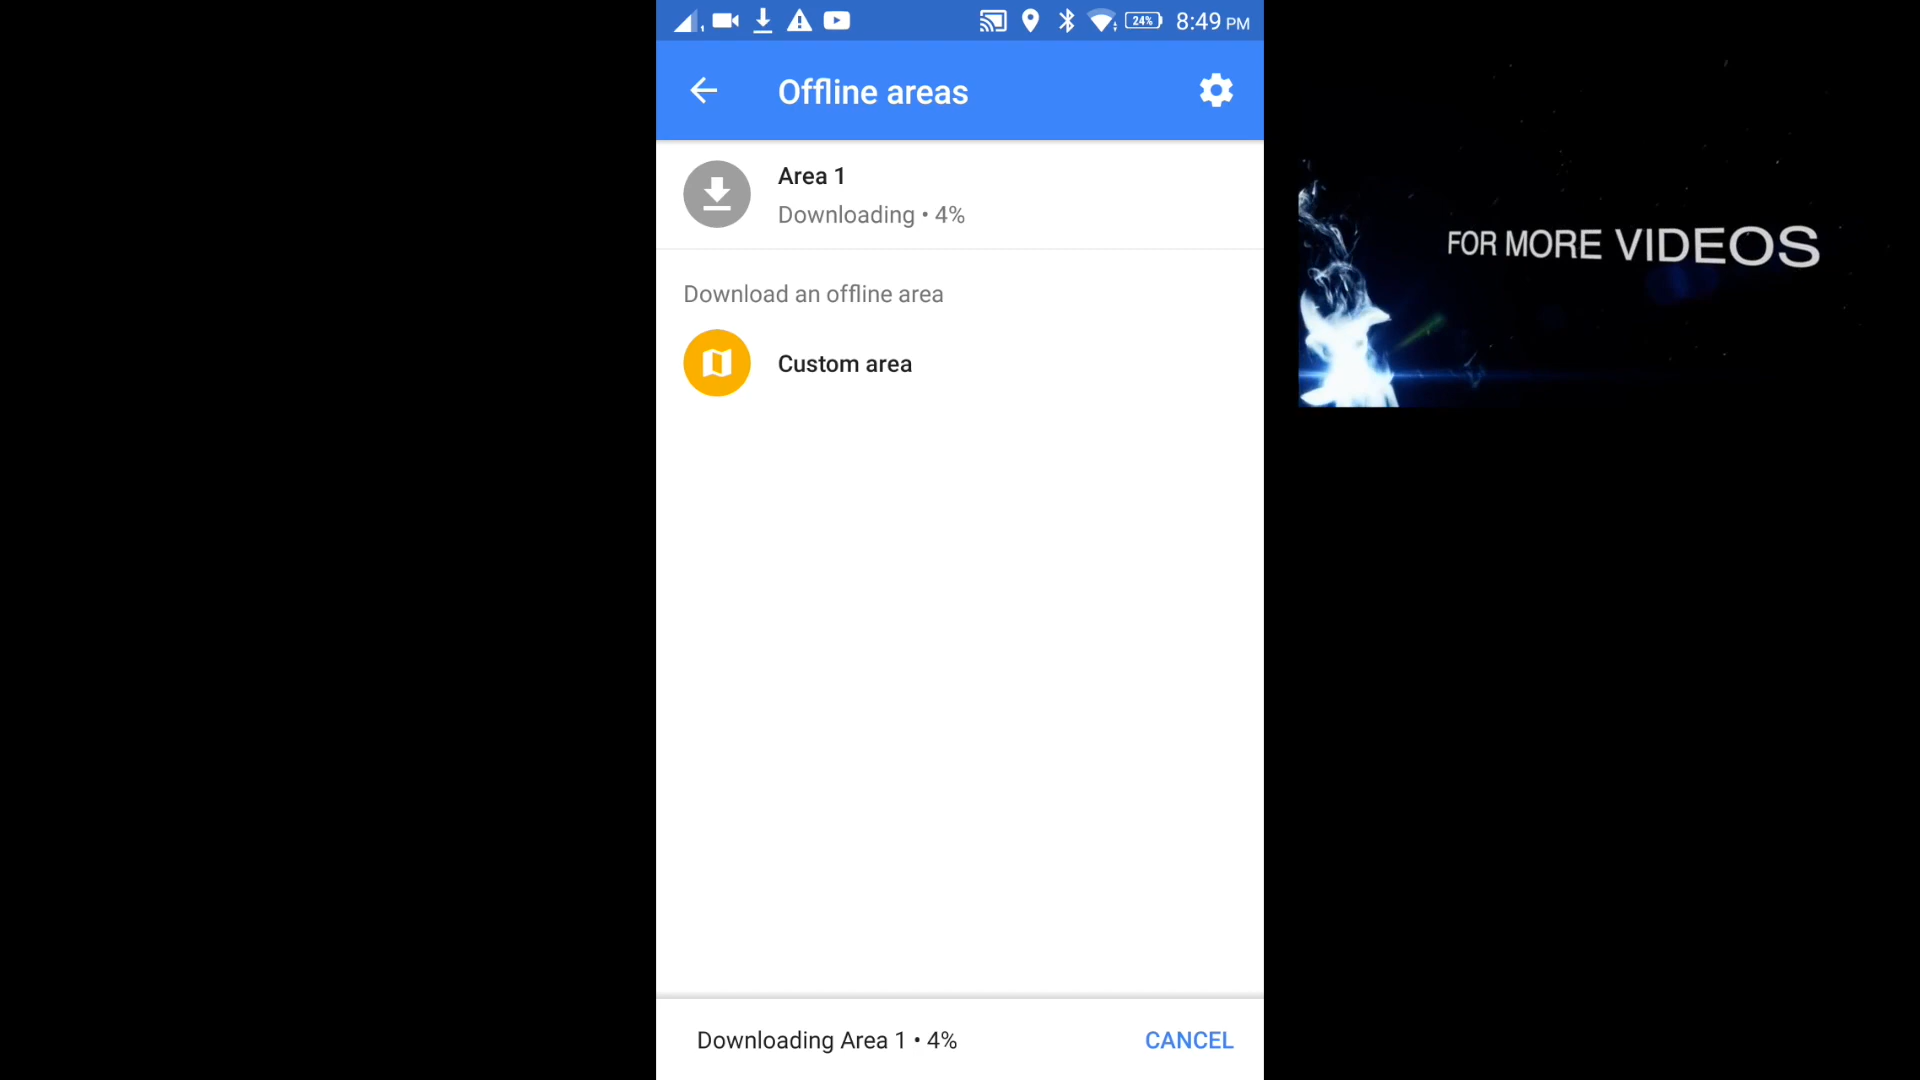 24% 8:49 PM
Offline areas
Area 1
Downloading • 4%
Download an offline area
Custom area
Downloading Area 1 • 4% CANCEL
FOR MORE VIDEOS